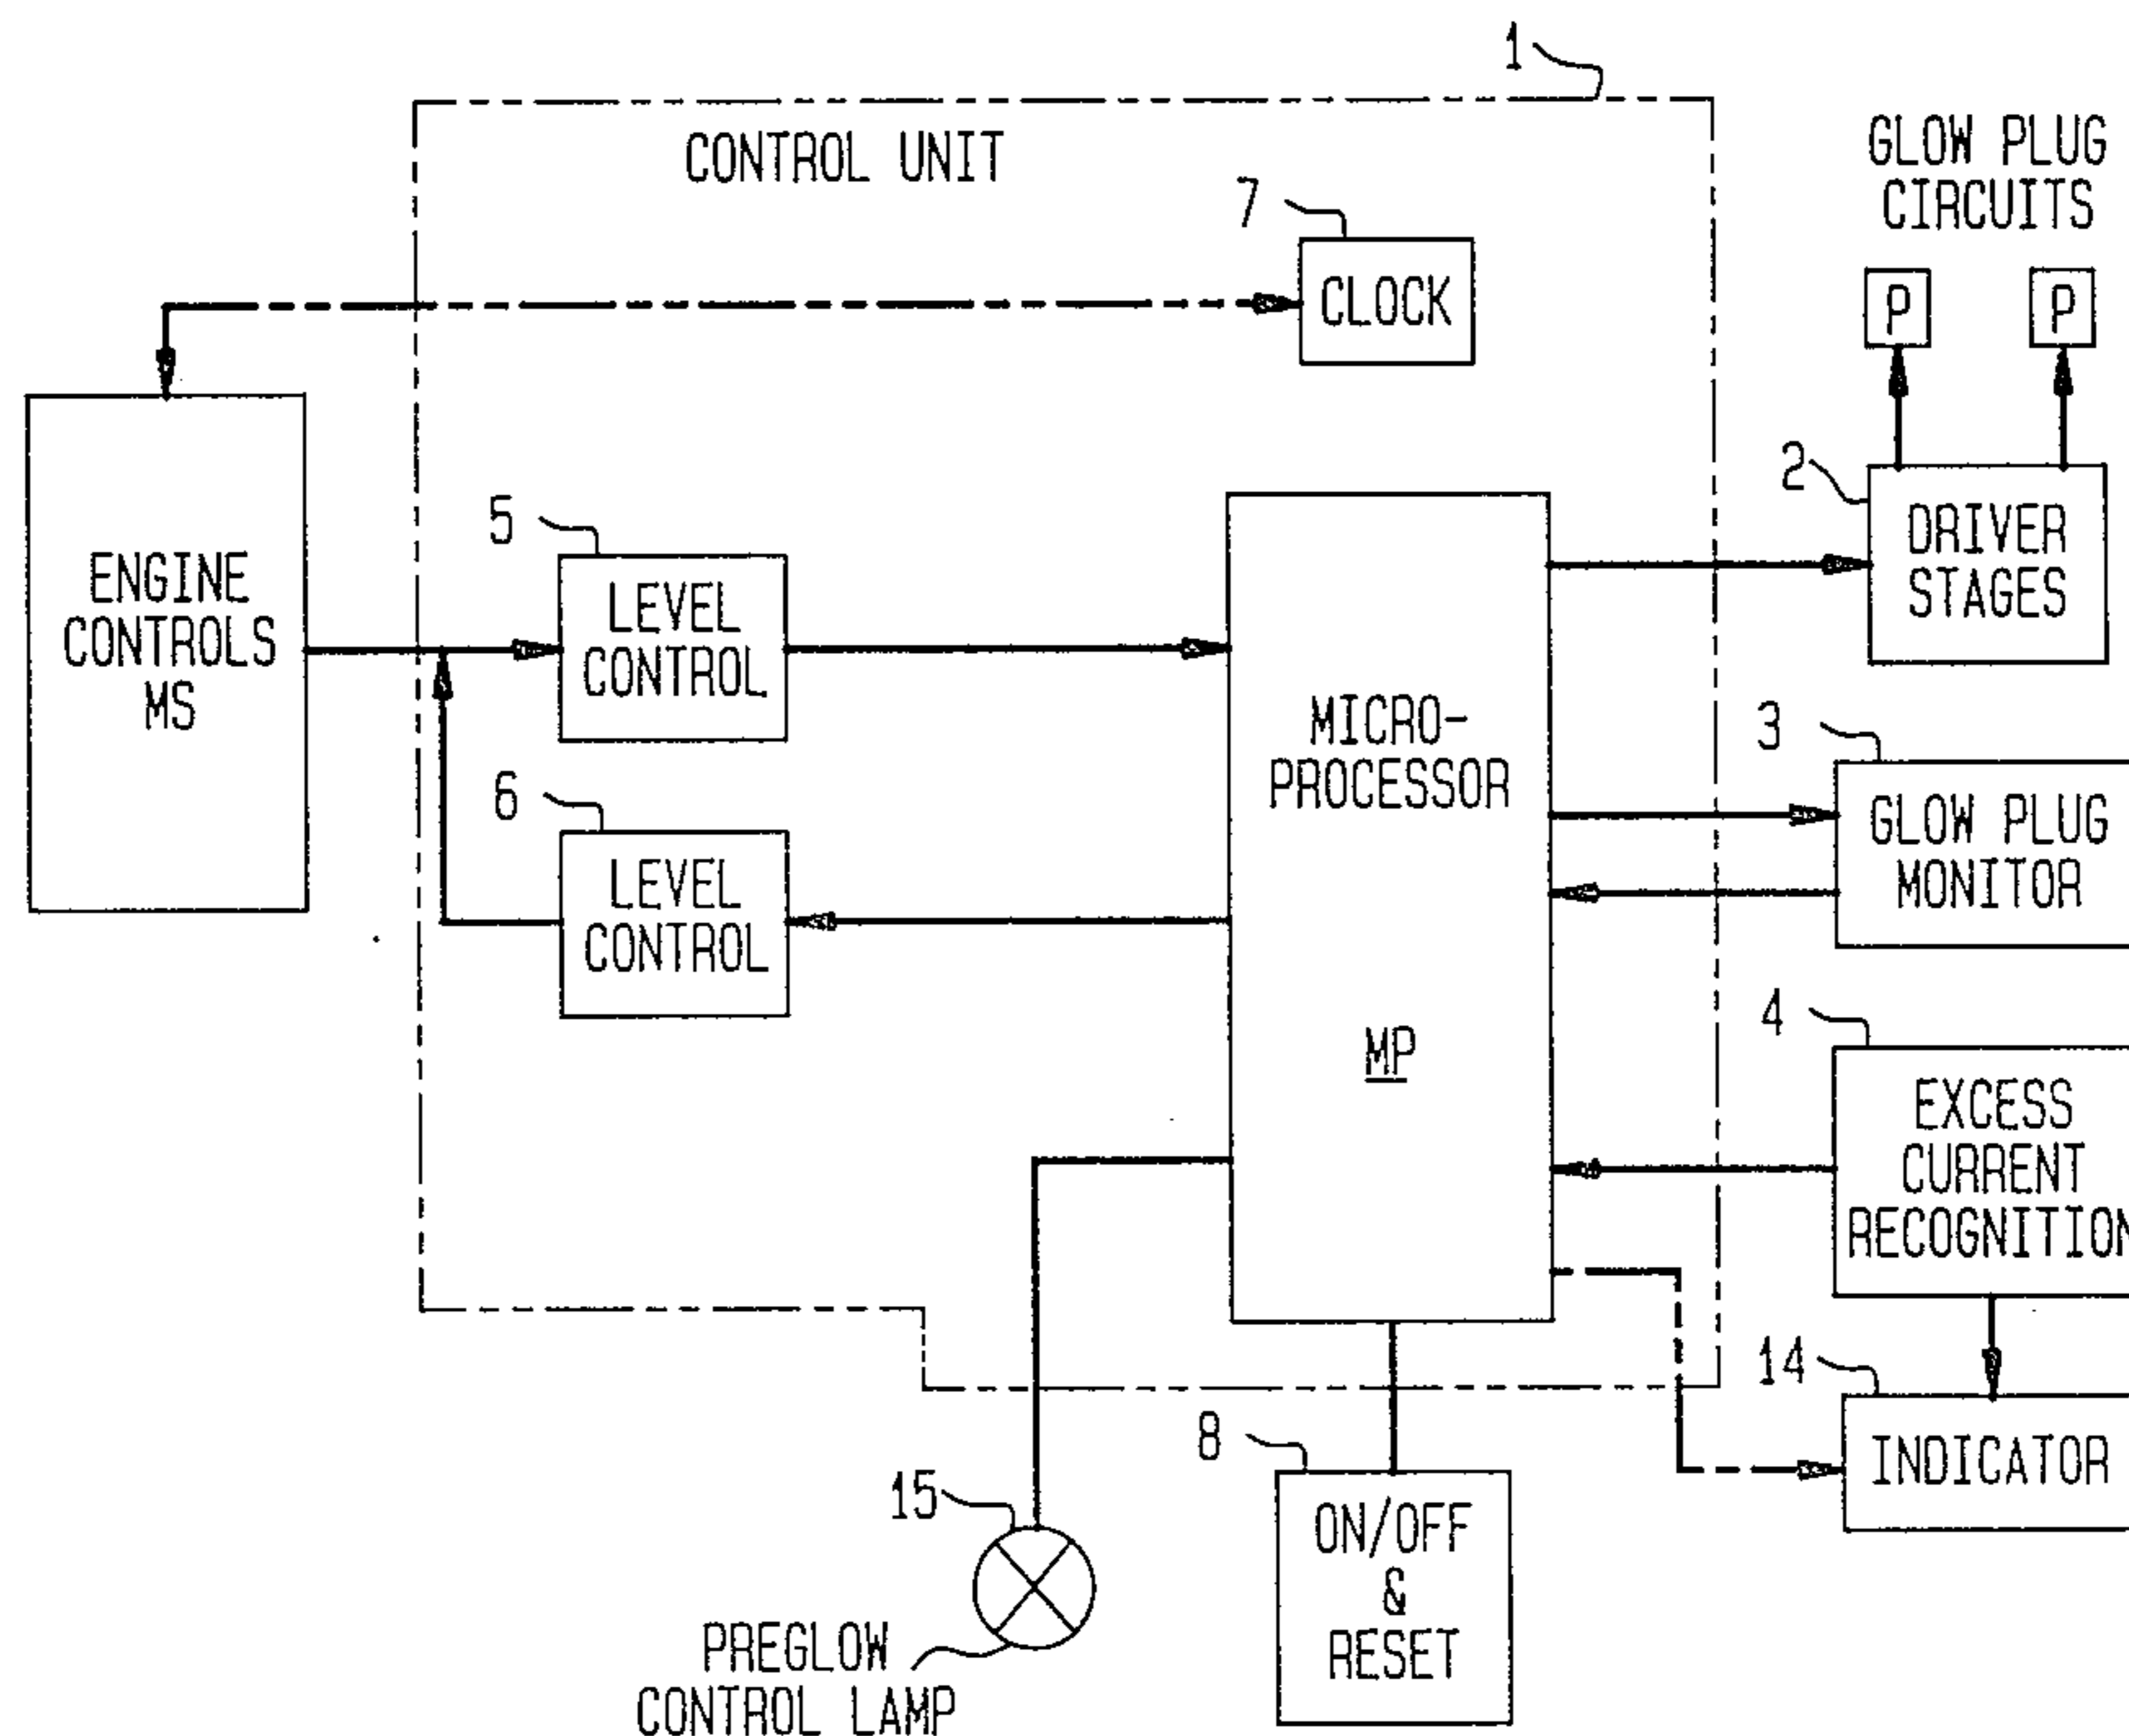 1
CONTROL UNIT
GLOW PLUG
CIRCUITS
7
CLOCK
P
P
ENGINE
CONTROLS
MS
5
LEVEL
CONTROL
2
DRIVER
STAGES
MICRO-
PROCESSOR
MP
3
GLOW PLUG
MONITOR
6
LEVEL
CONTROL
4
EXCESS
CURRENT
RECOGNITION
14
INDICATOR
8
ON/OFF
&
RESET
15
PREGLOW
CONTROL LAMP